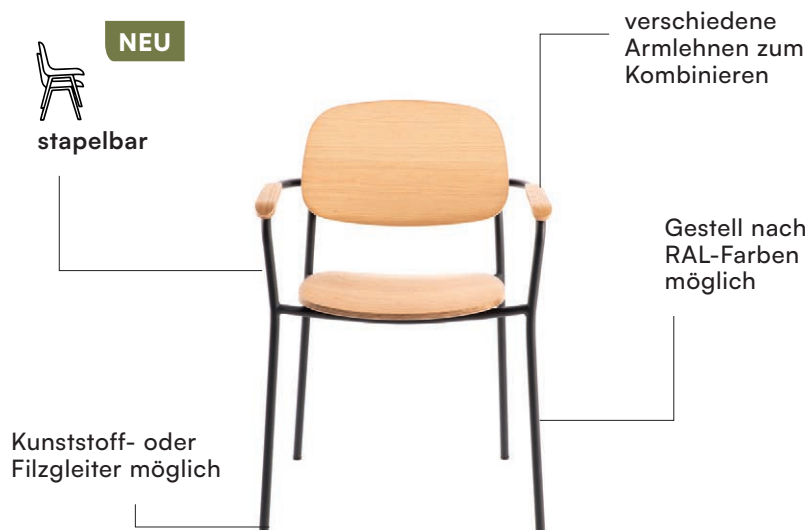 NEU
stapelbar
verschiedene
Armlehnen zum
Kombinieren
Gestell nach
RAL-Farben
möglich
Kunststoff- oder
Filzgleiter möglich